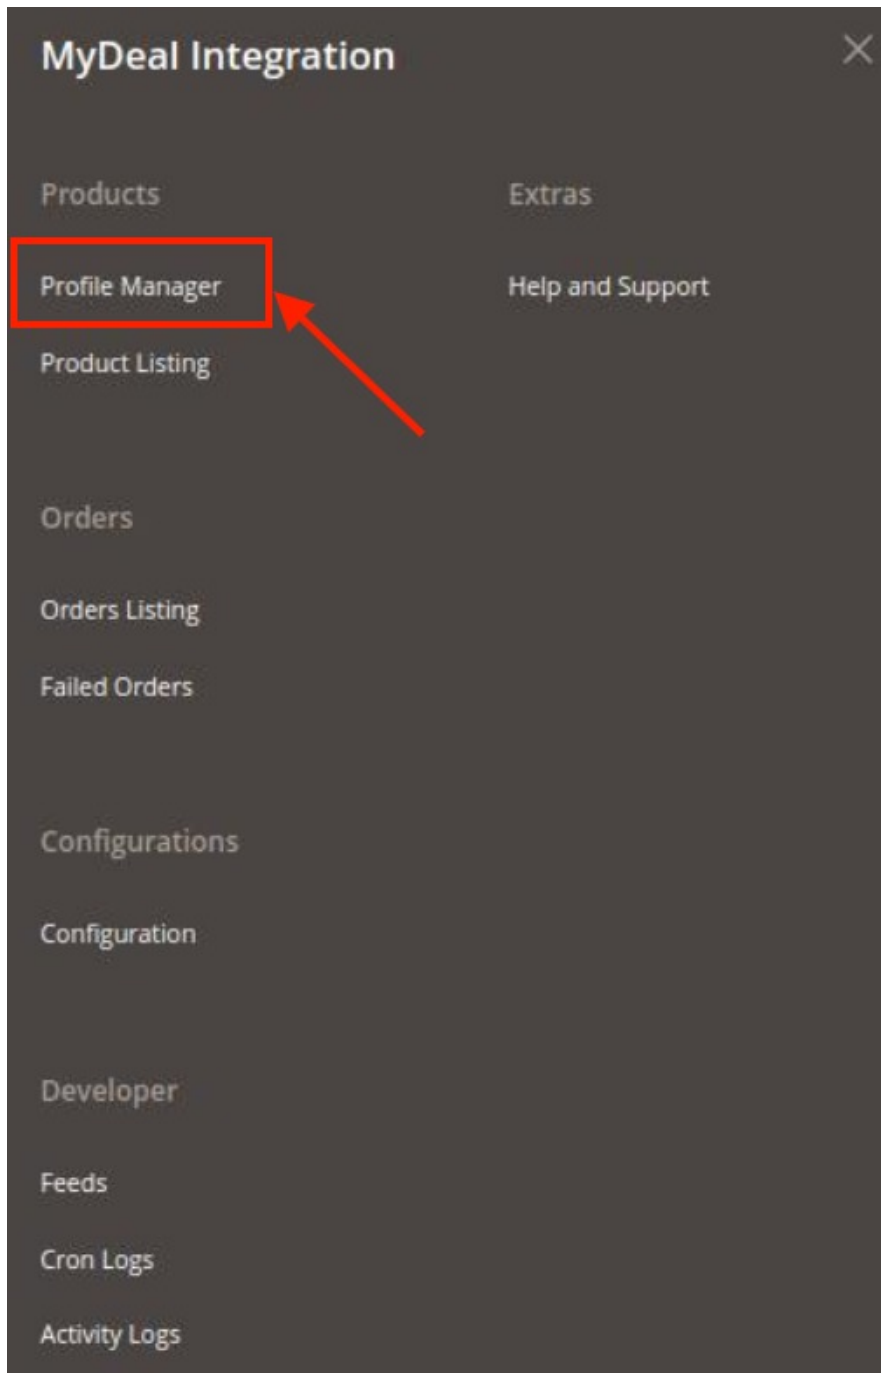 MyDeal Integration
Products
Profile Manager
Product Listing
Orders
Orders Listing
Failed Orders
Configurations
Configuration
Developer
Feeds
Cron Logs
Activity Logs
Extras
Help and Support